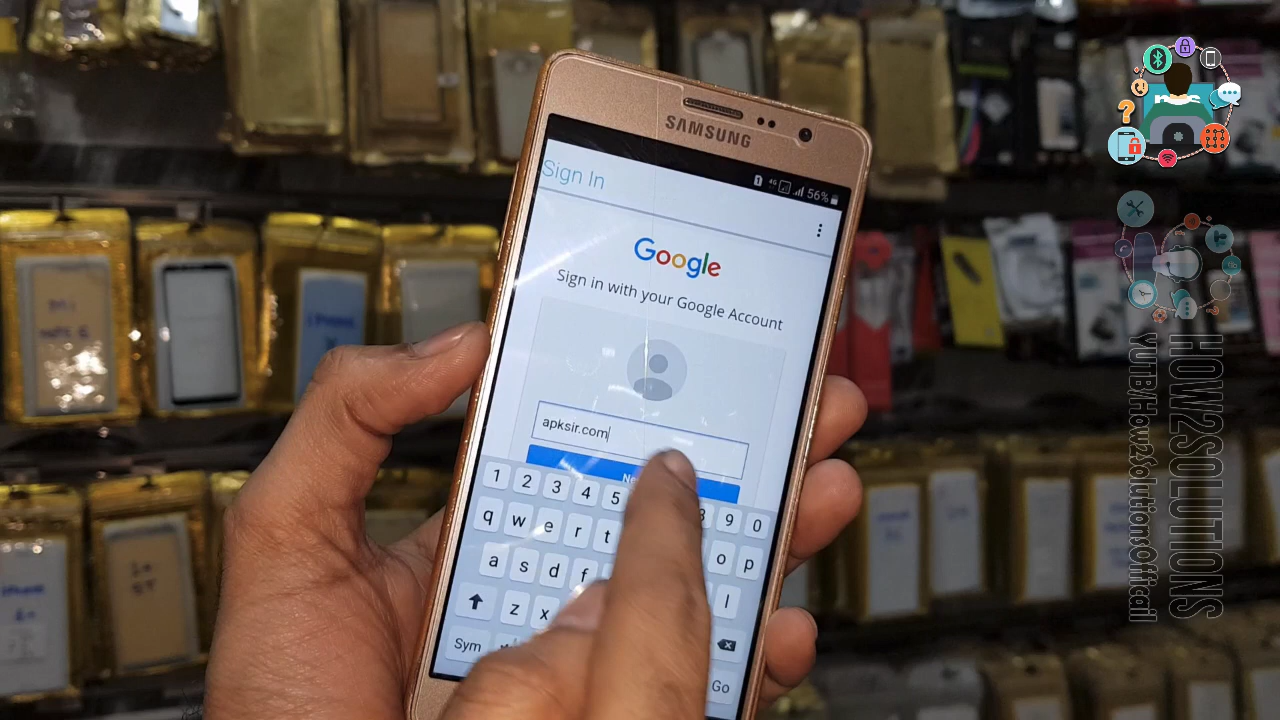 SAMSUNG
56%
Sign In
Google
Sign in with your Google Account
apksir.com
1 2 3 4 5 9 0
q w e r t o p
a s d f l
z x
Sym Go
HOW2SOLUTIONS
YUTB/How2SolutionsOfficail